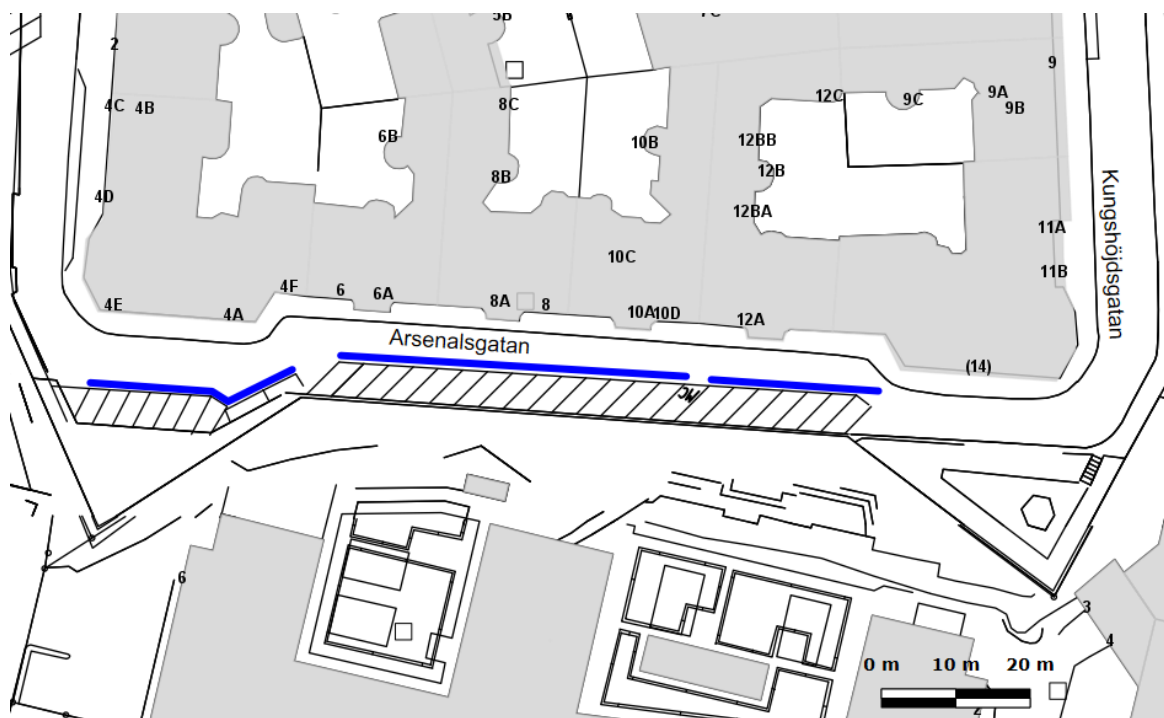 5B
2
9
4C 4B
8C
12C
9C
9A
9B
6B
10B
12BB
8B
12B
4D
12BA
Kungshöjdsgatan
11A
10C
11B
4F
6
6A
4E
4A
8A
8
10A
10D
12A
Arsenalsgatan
(14)
MC
6
3
4
0 m 10 m 20 m